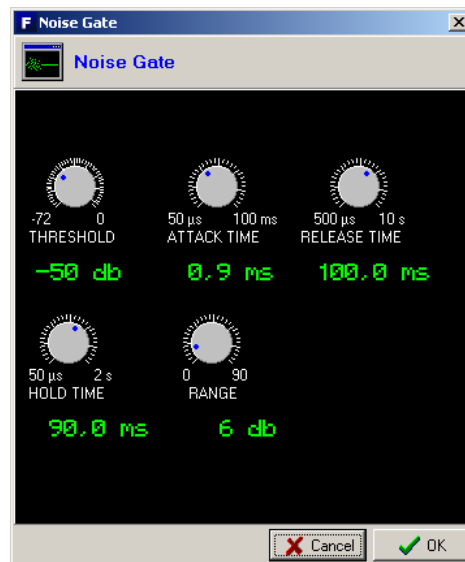 F Noise Gate
Noise Gate
-72 0 50 µs 100 ms 500 µs 10 s
THRESHOLD ATTACK TIME RELEASE TIME
-50 db 0,9 ms 100,0 ms
50 µs 2 s 0 90
HOLD TIME RANGE
90,0 ms 6 db
Cancel OK